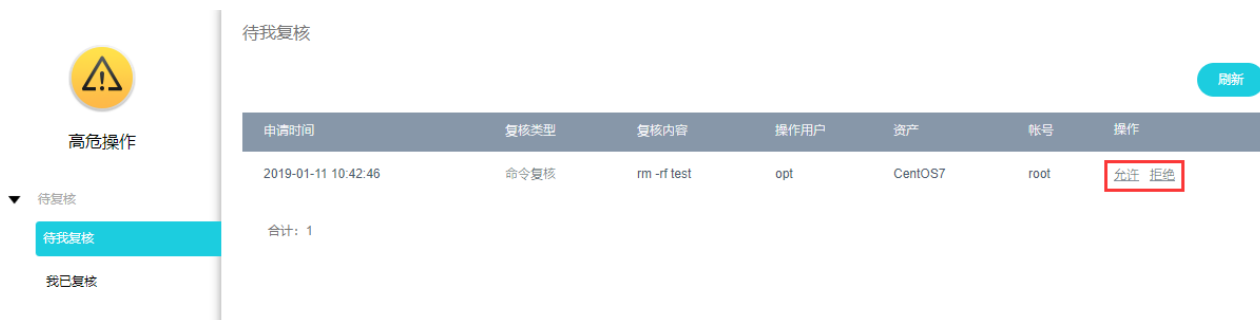 待我复核
刷新
高危操作
待复核
待我复核
我已复核
申请时间 复核类型 复核内容 操作用户 资产 帐号 操作
2019-01-11 10:42:46 命令复核 rm -rf test opt CentOS7 root 允许 拒绝
合计：1